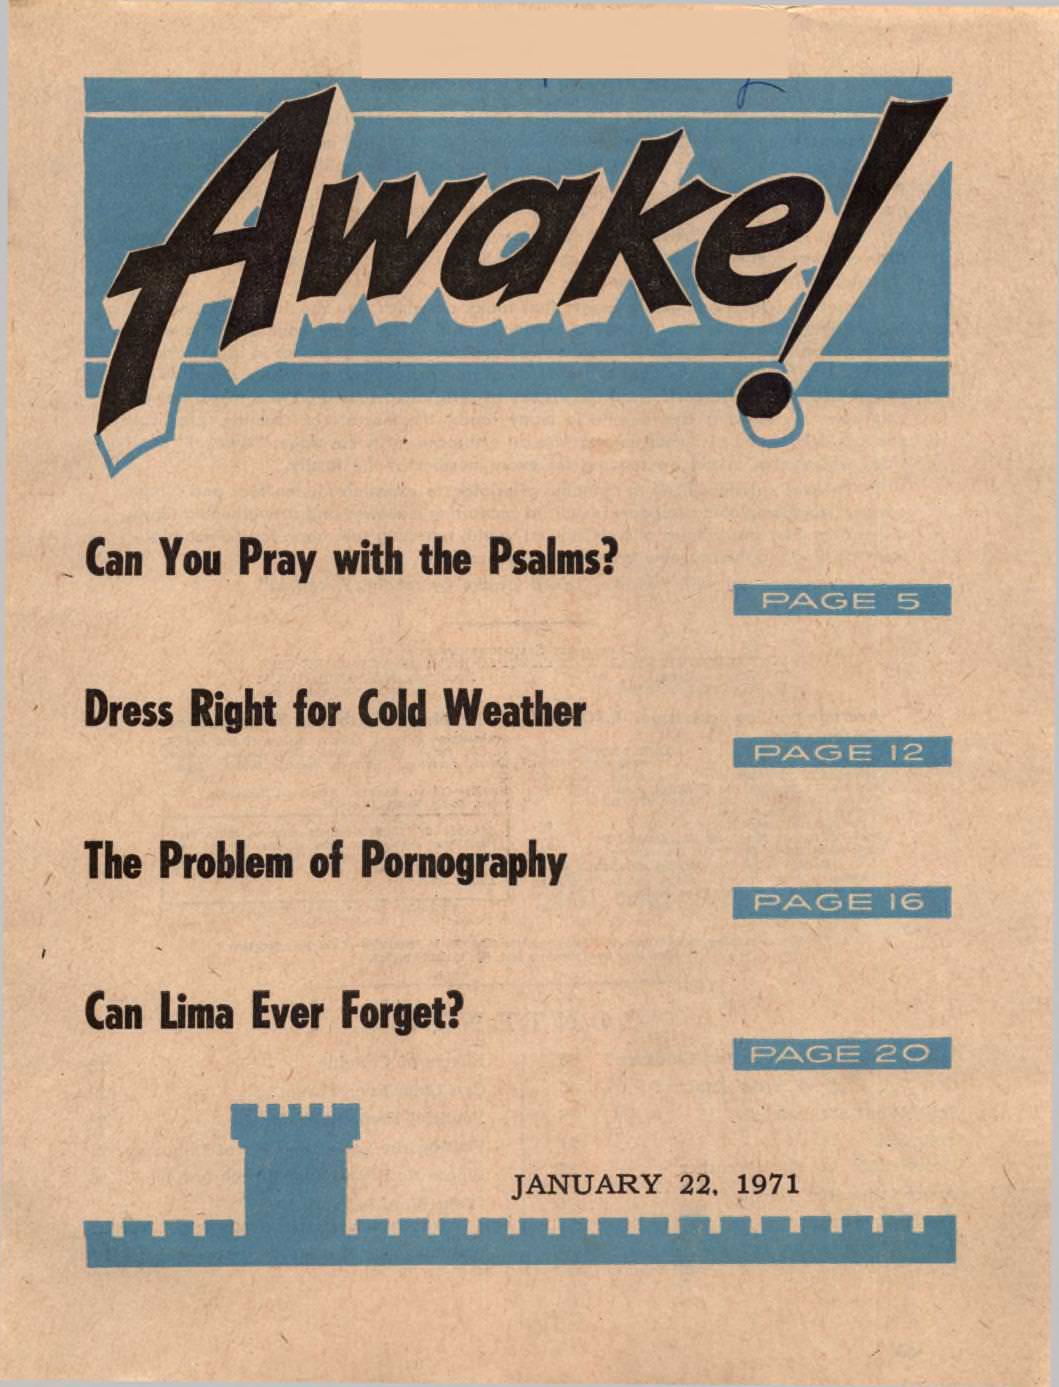 Awake!
Can You Pray with the Psalms?
PAGE 5
Dress Right for Cold Weather
PAGE 12
The Problem of Pornography
PAGE 16
Can Lima Ever Forget?
PAGE 20
JANUARY 22, 1971